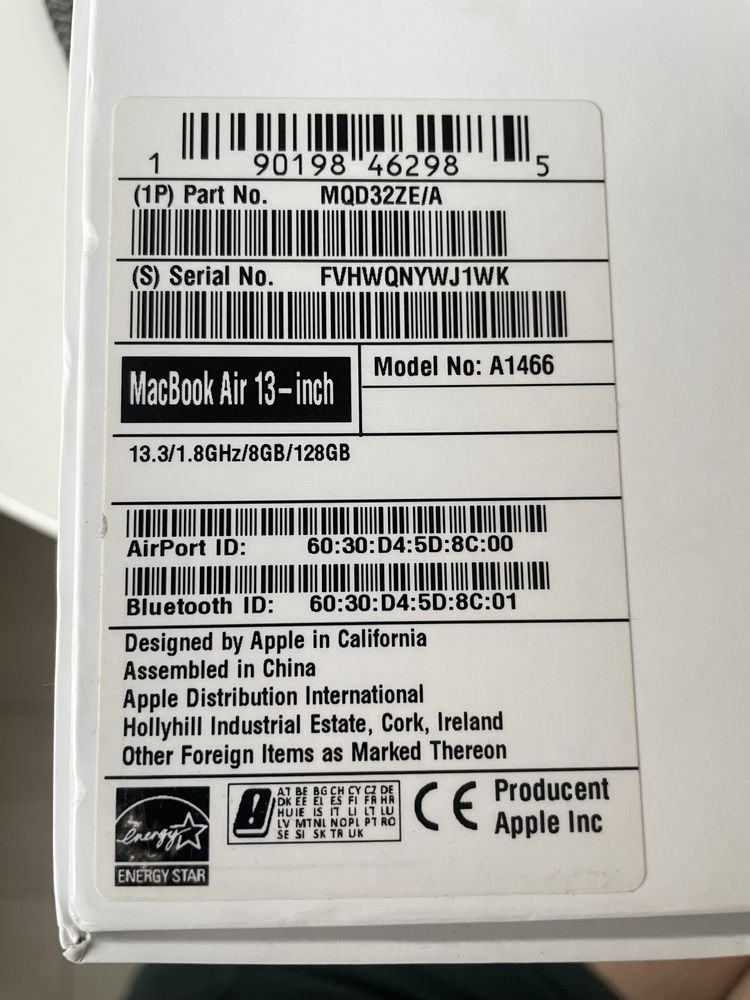 1 90198 46298 5
(1P) Part No. MQD32ZE/A
(S) Serial No. FVHWQNYWJ1WK
MacBook Air 13-inch
Model No: A1466
13.3/1.8GHz/8GB/128GB
AirPort ID: 60:30:D4:5D:8C:00
Bluetooth ID: 60:30:D4:5D:8C:01
Designed by Apple in California
Assembled in China
Apple Distribution International
Hollyhill Industrial Estate, Cork, Ireland
Other Foreign Items as Marked Thereon
energy
ENERGY STAR
AT BE BG CH CY CZ DE
DK EE EL ES FI FR HR
HU IE IS IT LI LT LU
LV MT NL NO PL PT RO
SE SI SK TR UK
CE
Producent
Apple Inc